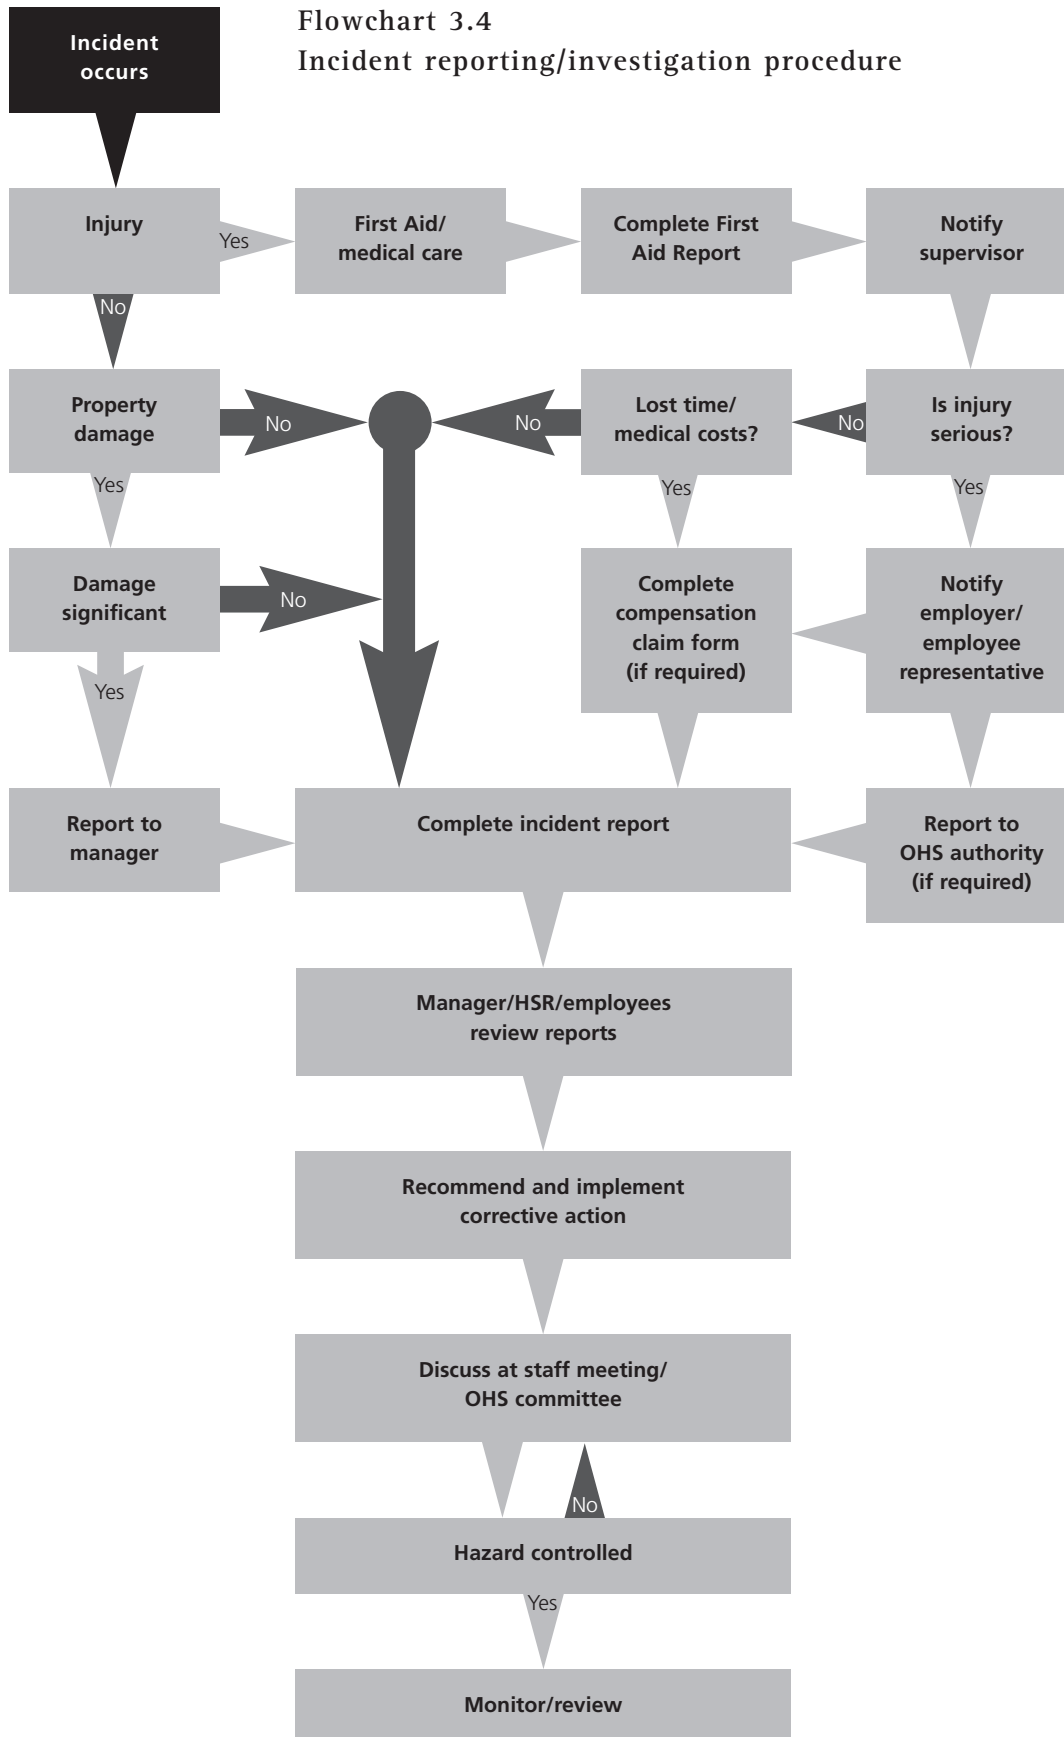 Flowchart 3.4
Incident reporting/investigation procedure
Incident
occurs
Injury
Yes
First Aid/
medical care
Complete First
Aid Report
Notify
supervisor
No
Property
damage
No
No
Lost time/
medical costs?
No
Is injury
serious?
Yes
Yes
Yes
Damage
significant
No
Complete
compensation
claim form
(if required)
Notify
employer/
employee
representative
Yes
Report to
manager
Complete incident report
Report to
OHS authority
(if required)
Manager/HSR/employees
review reports
Recommend and implement
corrective action
Discuss at staff meeting/
OHS committee
No
Hazard controlled
Yes
Monitor/review